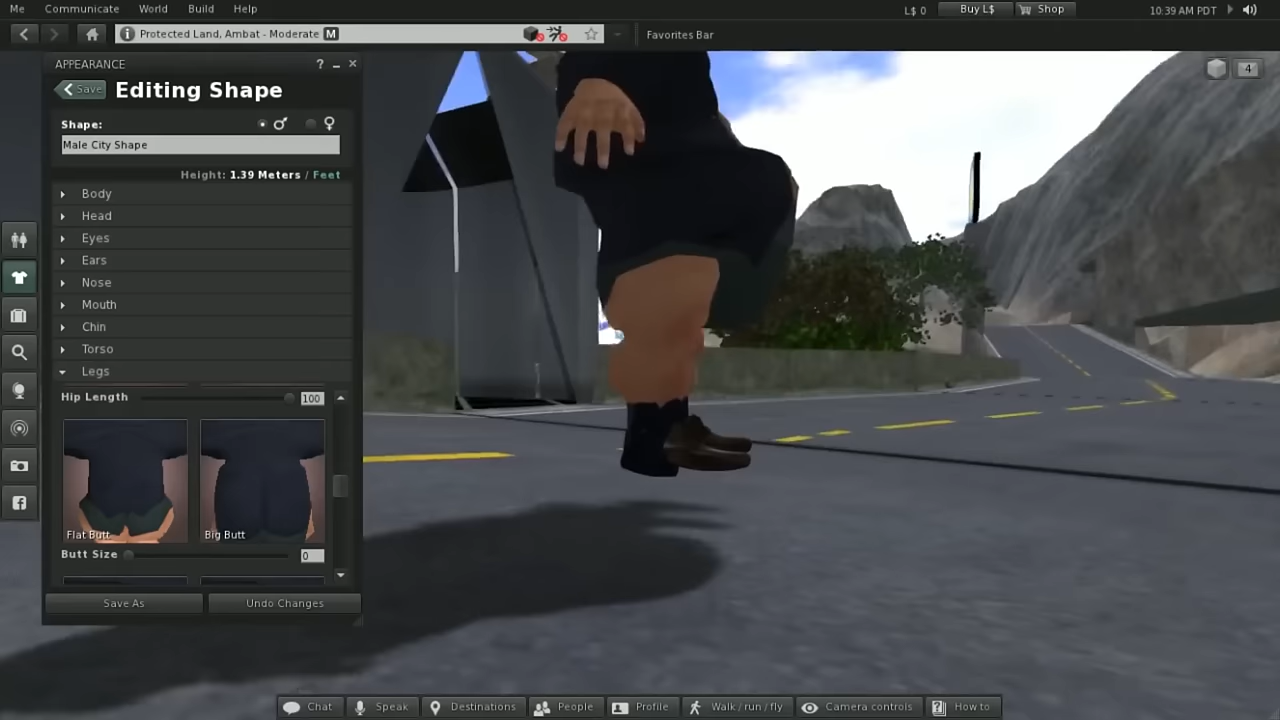 Me Communicate World Build Help L$ 0 Buy L$ Shop 10:39 AM PDT
Protected Land, Ambat - Moderate M Favorites Bar
APPEARANCE ?
4
Save Editing Shape
Shape:
Male City Shape
Height: 1.39 Meters / Feet
Body
Head
Eyes
Ears
Nose
Mouth
Chin
Torso
Legs
Hip Length 100
Flat Butt Big Butt
Butt Size 0
Save As Undo Changes
Chat Speak Destinations People Profile Walk / run / fly Camera controls How to